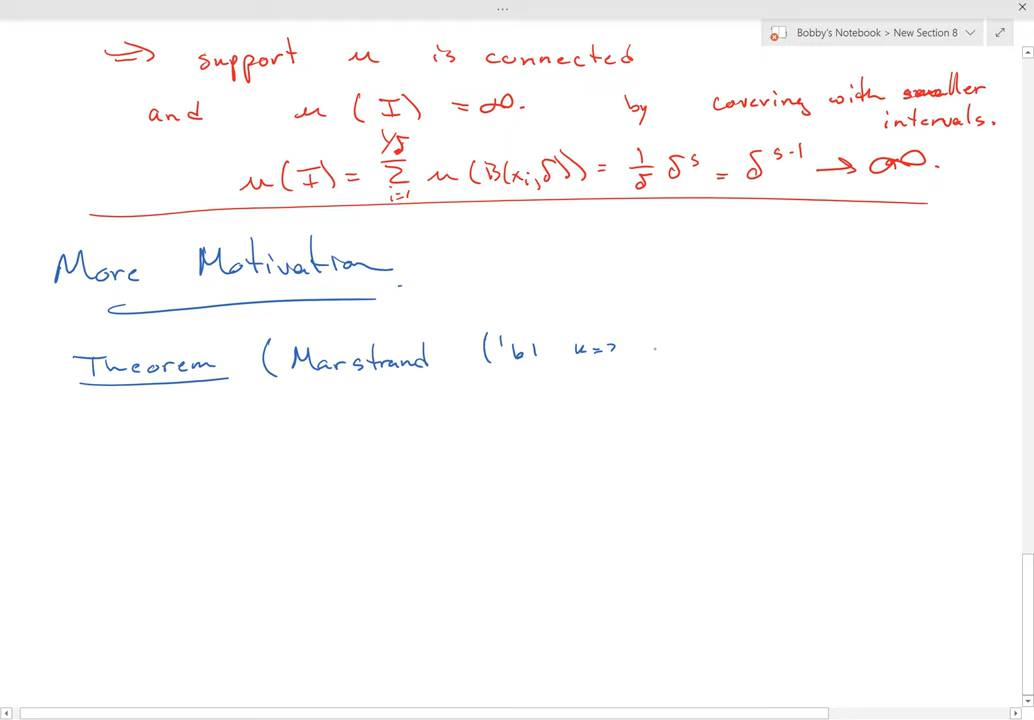 ...
Bobby's Notebook > New Section 8
⟹ support μ is connected
and μ(I) = ∞. by covering with smaller
intervals.
μ(I) = ∑_{i=1}^{1/δ} μ(B(x_i, δ)) = 1/δ δ^s = δ^{s-1} → ∞.
More Motivation.
Theorem (Marstrand ('61 k=2